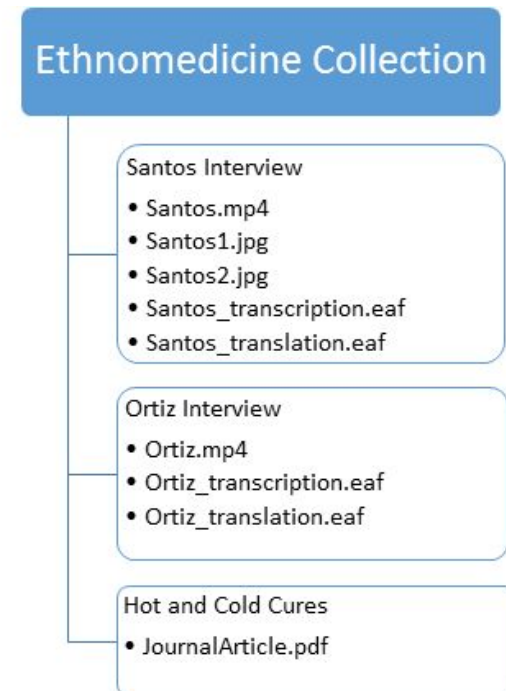 Ethnomedicine Collection
Santos Interview
• Santos.mp4
• Santos1.jpg
• Santos2.jpg
• Santos_transcription.eaf
• Santos_translation.eaf
Ortiz Interview
• Ortiz.mp4
• Ortiz_transcription.eaf
• Ortiz_translation.eaf
Hot and Cold Cures
• JournalArticle.pdf